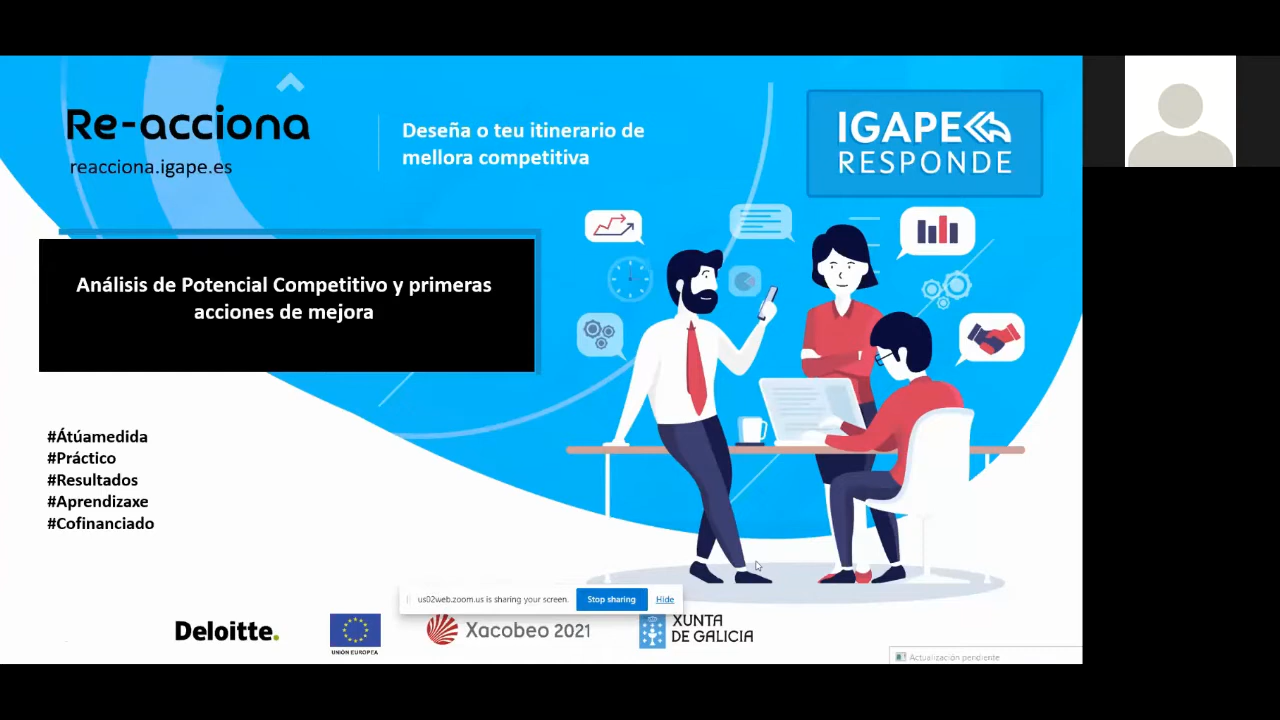 Re-acciona
reacciona.igape.es
Deseña o teu itinerario de
mellora competitiva
IGAPE
RESPONDE
Análisis de Potencial Competitivo y primeras
acciones de mejora
#Átúamedida
#Práctico
#Resultados
#Aprendizaxe
#Cofinanciado
us02web.zoom.us is sharing your screen.
Stop sharing
Hide
Deloitte.
UNIÓN EUROPEA
Xacobeo 2021
XUNTA
DE GALICIA
Actualización pendiente